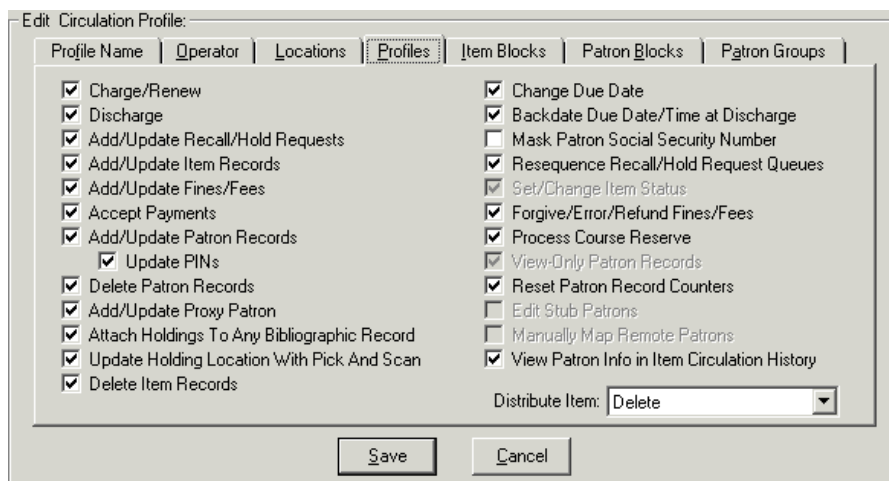 Edit Circulation Profile:
Profile Name Operator Locations Profiles Item Blocks Patron Blocks Patron Groups
Charge/Renew
Discharge
Add/Update Recall/Hold Requests
Add/Update Item Records
Add/Update Fines/Fees
Accept Payments
Add/Update Patron Records
Update PINs
Delete Patron Records
Add/Update Proxy Patron
Attach Holdings To Any Bibliographic Record
Update Holding Location With Pick And Scan
Delete Item Records
Change Due Date
Backdate Due Date/Time at Discharge
Mask Patron Social Security Number
Resequence Recall/Hold Request Queues
Set/Change Item Status
Forgive/Error/Refund Fines/Fees
Process Course Reserve
View-Only Patron Records
Reset Patron Record Counters
Edit Stub Patrons
Manually Map Remote Patrons
View Patron Info in Item Circulation History
Distribute Item: Delete
Save Cancel